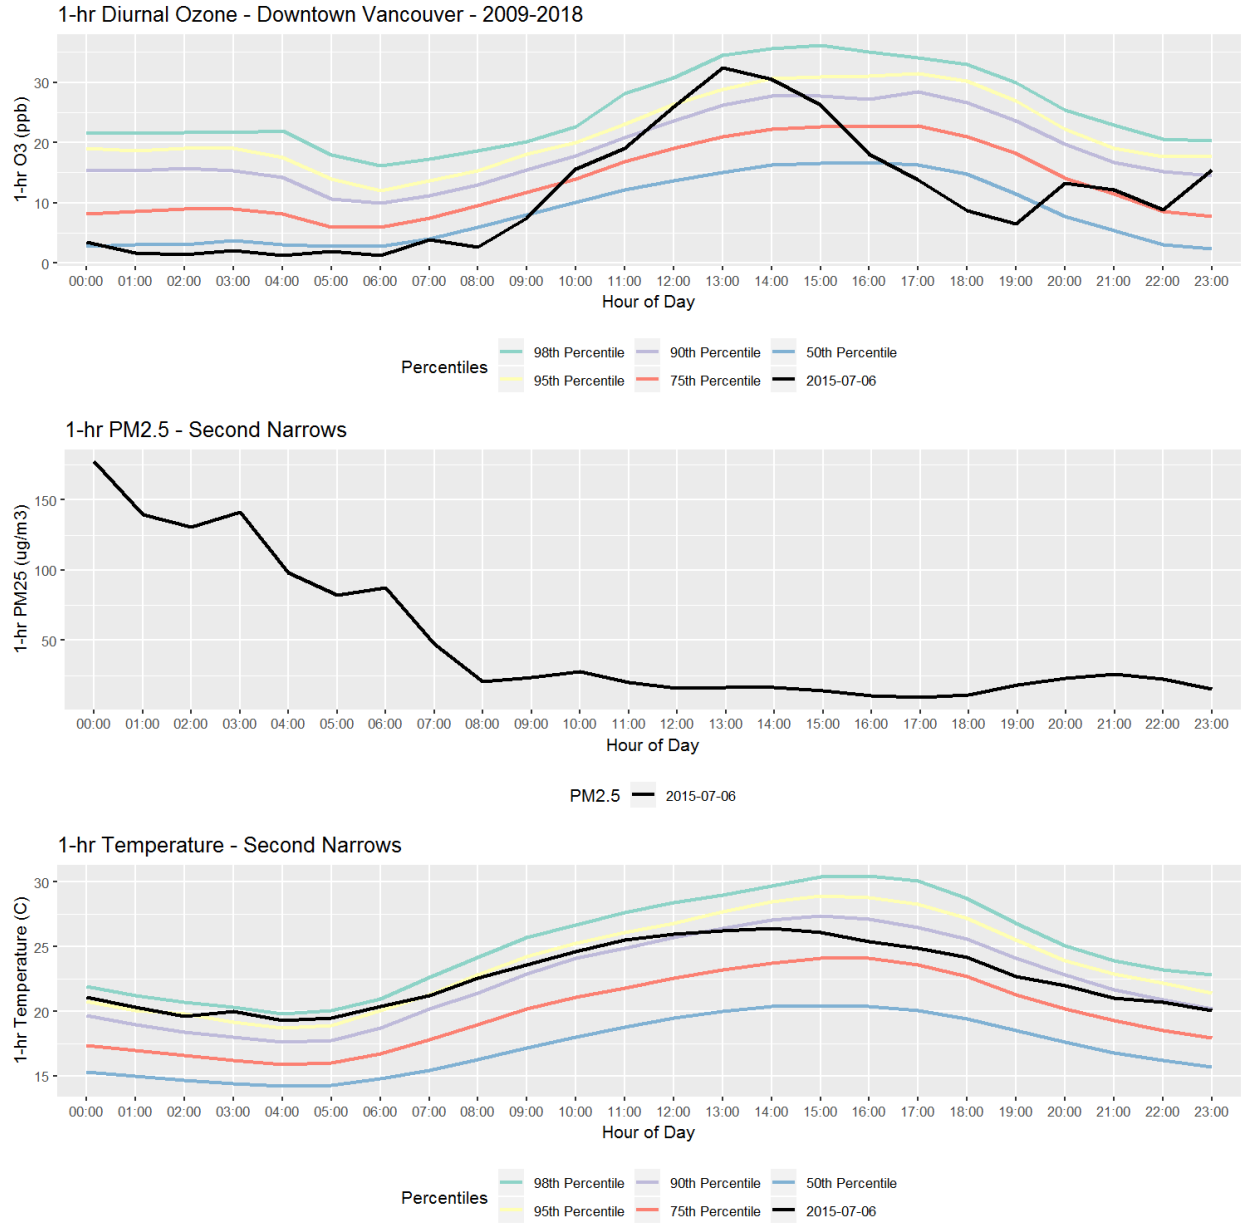 1-hr Diurnal Ozone - Downtown Vancouver - 2009-2018
1-hr O3 (ppb)
30
20
10
0
00:00 01:00 02:00 03:00 04:00 05:00 06:00 07:00 08:00 09:00 10:00 11:00 12:00 13:00 14:00 15:00 16:00 17:00 18:00 19:00 20:00 21:00 22:00 23:00
Hour of Day
Percentiles
98th Percentile 90th Percentile 50th Percentile
95th Percentile 75th Percentile 2015-07-06
1-hr PM2.5 - Second Narrows
1-hr PM25 (ug/m3)
150
100
50
00:00 01:00 02:00 03:00 04:00 05:00 06:00 07:00 08:00 09:00 10:00 11:00 12:00 13:00 14:00 15:00 16:00 17:00 18:00 19:00 20:00 21:00 22:00 23:00
Hour of Day
PM2.5 2015-07-06
1-hr Temperature - Second Narrows
1-hr Temperature (C)
30
25
20
15
00:00 01:00 02:00 03:00 04:00 05:00 06:00 07:00 08:00 09:00 10:00 11:00 12:00 13:00 14:00 15:00 16:00 17:00 18:00 19:00 20:00 21:00 22:00 23:00
Hour of Day
Percentiles
98th Percentile 90th Percentile 50th Percentile
95th Percentile 75th Percentile 2015-07-06